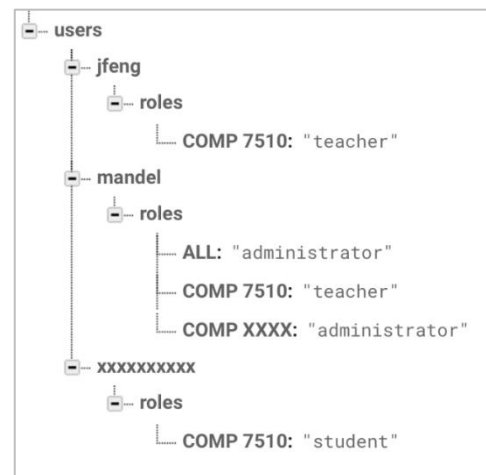 users
jfeng
roles
COMP 7510: "teacher"
mandel
roles
ALL: "administrator"
COMP 7510: "teacher"
COMP XXXX: "administrator"
xxxxxxxxxx
roles
COMP 7510: "student"